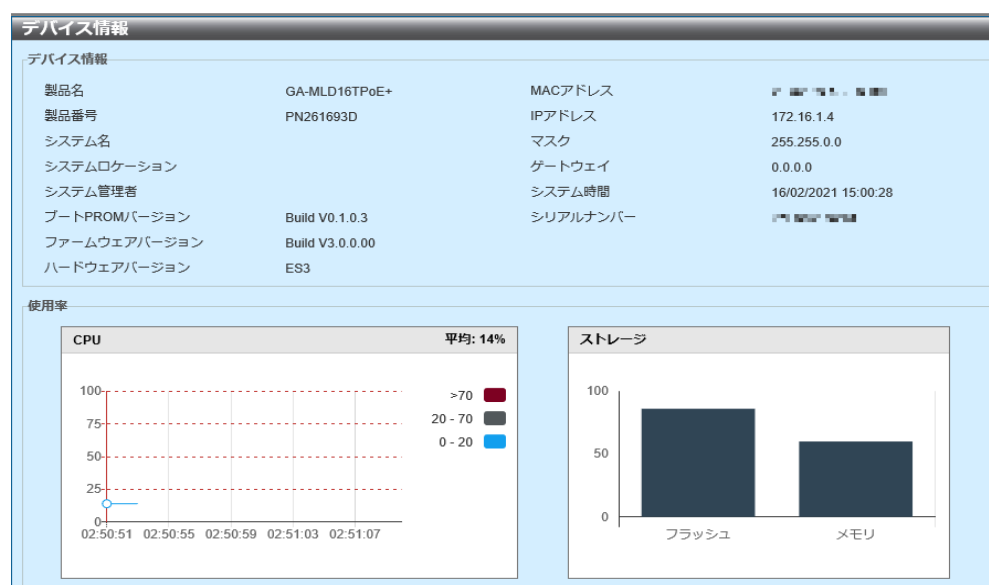 デバイス情報
デバイス情報
製品名 GA-MLD16TPoE+ MACアドレス
製品番号 PN261693D IPアドレス 172.16.1.4
システム名 マスク 255.255.0.0
システムロケーション ゲートウェイ 0.0.0.0
システム管理者 システム時間 16/02/2021 15:00:28
ブートPROMバージョン Build V0.1.0.3 シリアルナンバー
ファームウェアバージョン Build V3.0.0.00
ハードウェアバージョン ES3
使用率
CPU 平均: 14%
100
75
50
25
0
02:50:51 02:50:55 02:50:59 02:51:03 02:51:07
>70
20 - 70
0 - 20
ストレージ
100
50
0
フラッシュ メモリ